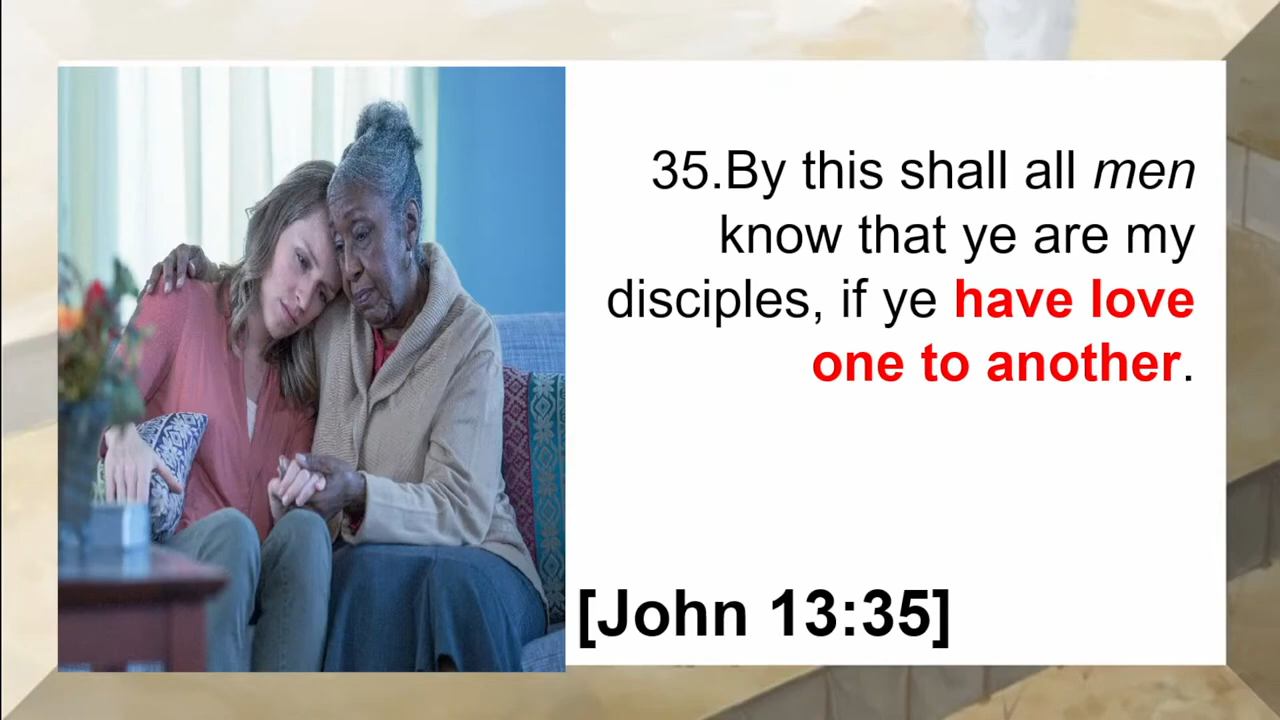 35.By this shall all men
know that ye are my
disciples, if ye have love
one to another.
[John 13:35]